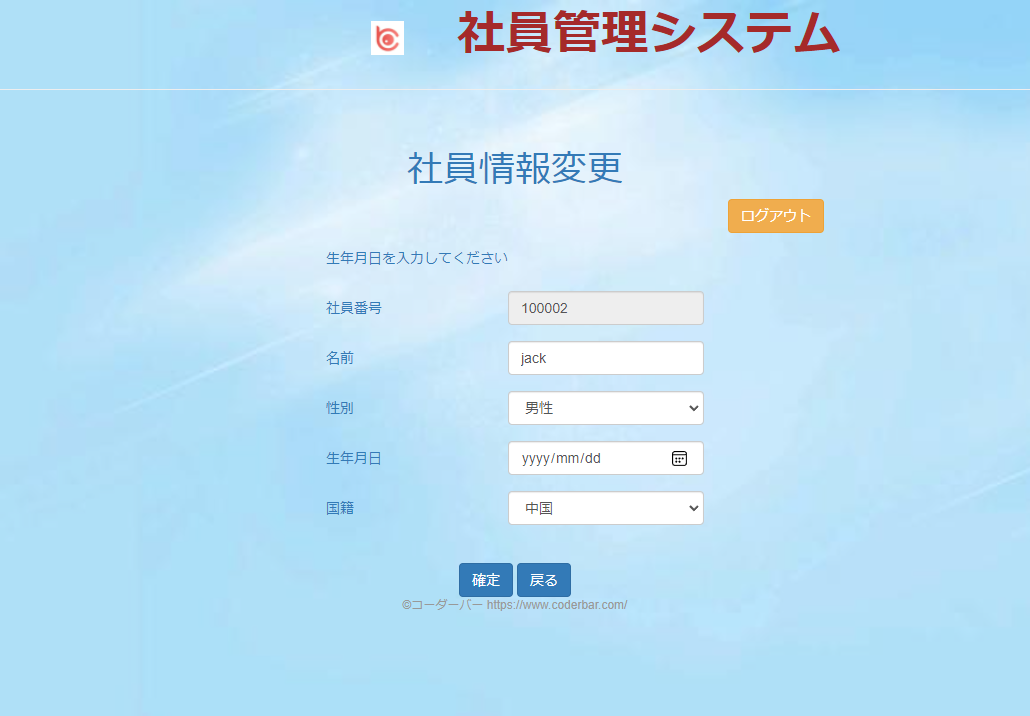 社員管理システム
社員情報変更
ログアウト
生年月日を入力してください
社員番号 100002
名前 jack
性別 男性
生年月日 yyyy/mm/dd
国籍 中国
確定 戻る
©コーダーバー https://www.coderbar.com/